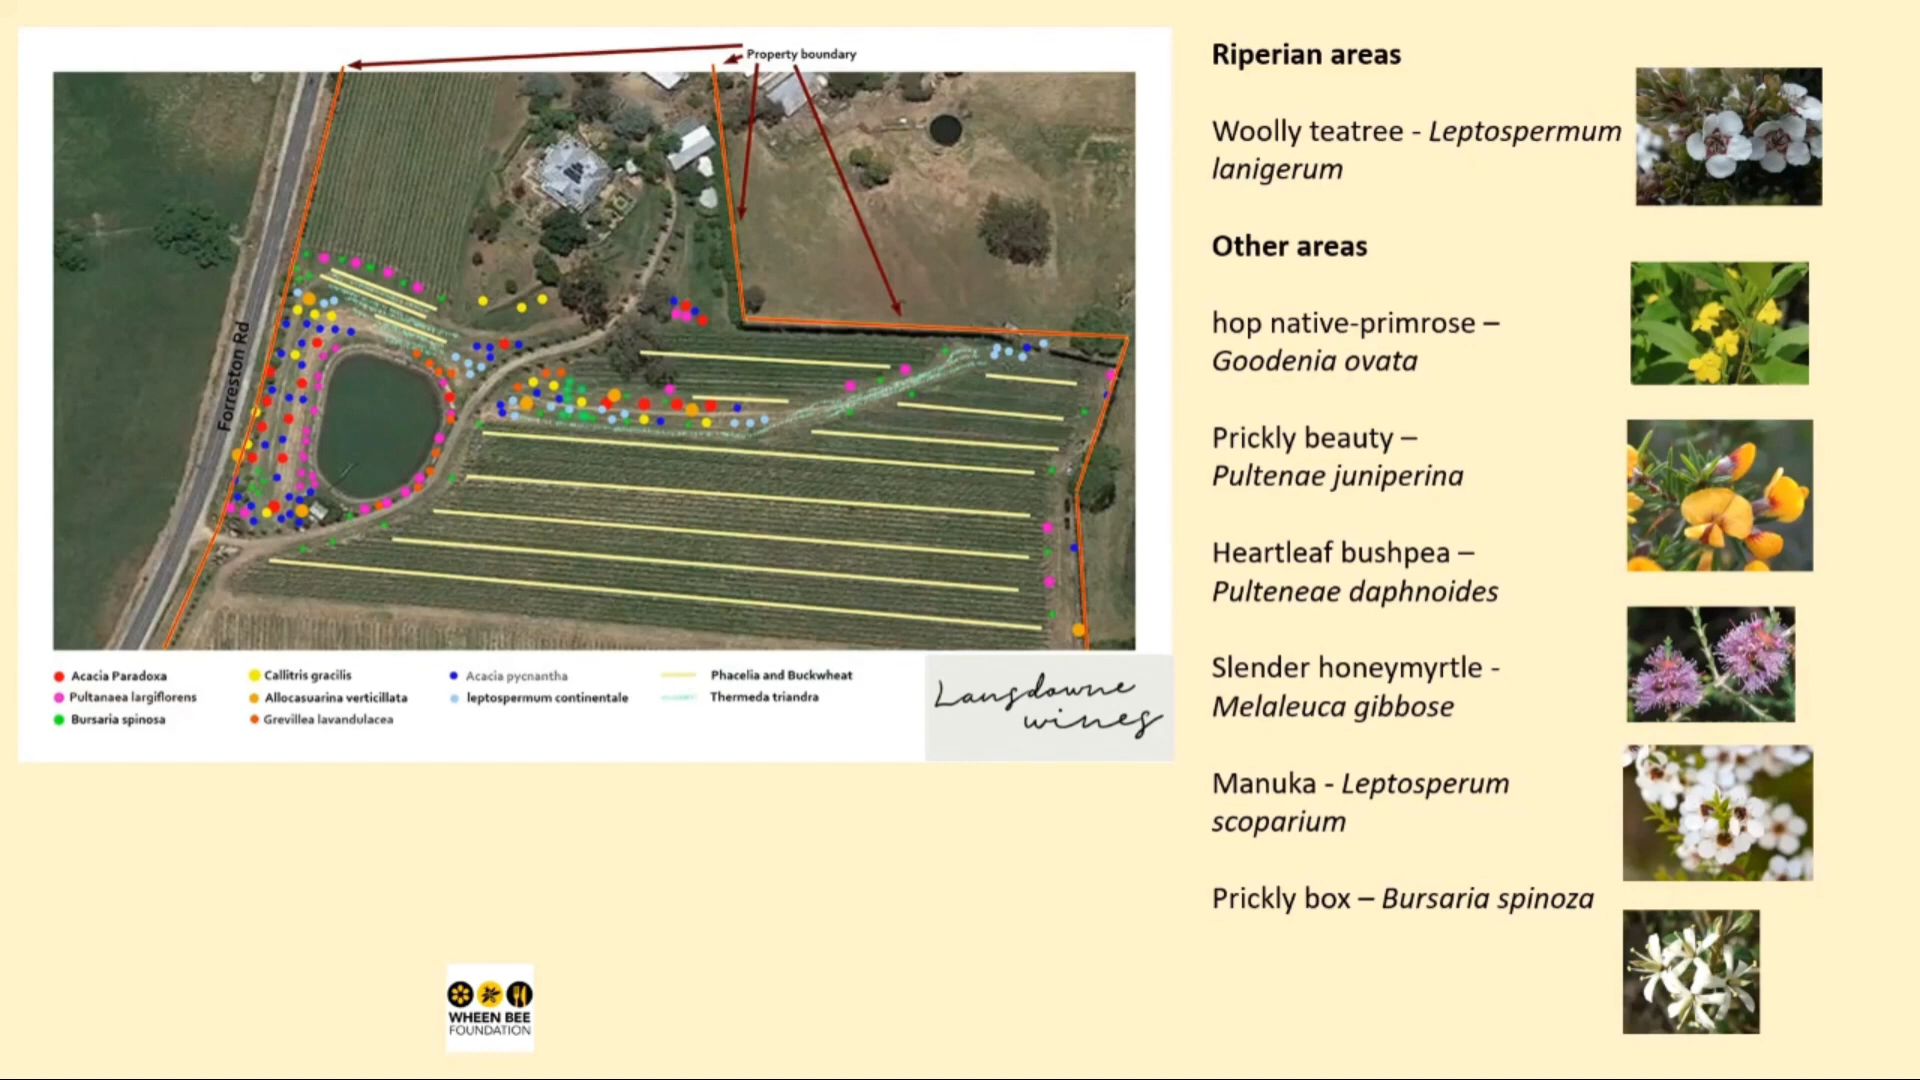 Property boundary
Forreston Rd
Acacia Paradoxa
Pultanaea largiflorens
Bursaria spinosa
Callitris gracilis
Allocasuarina verticillata
Grevillea lavandulacea
Acacia pycnantha
leptospermum continentale
Phacelia and Buckwheat
Themeda triandra
Lansdowne
wines
Riperian areas
Woolly teatree - Leptospermum
lanigerum
Other areas
hop native-primrose –
Goodenia ovata
Prickly beauty –
Pultenae juniperina
Heartleaf bushpea –
Pulteneae daphnoides
Slender honeymyrtle -
Melaleuca gibbose
Manuka - Leptosperum
scoparium
Prickly box – Bursaria spinoza
WHEEN BEE
FOUNDATION